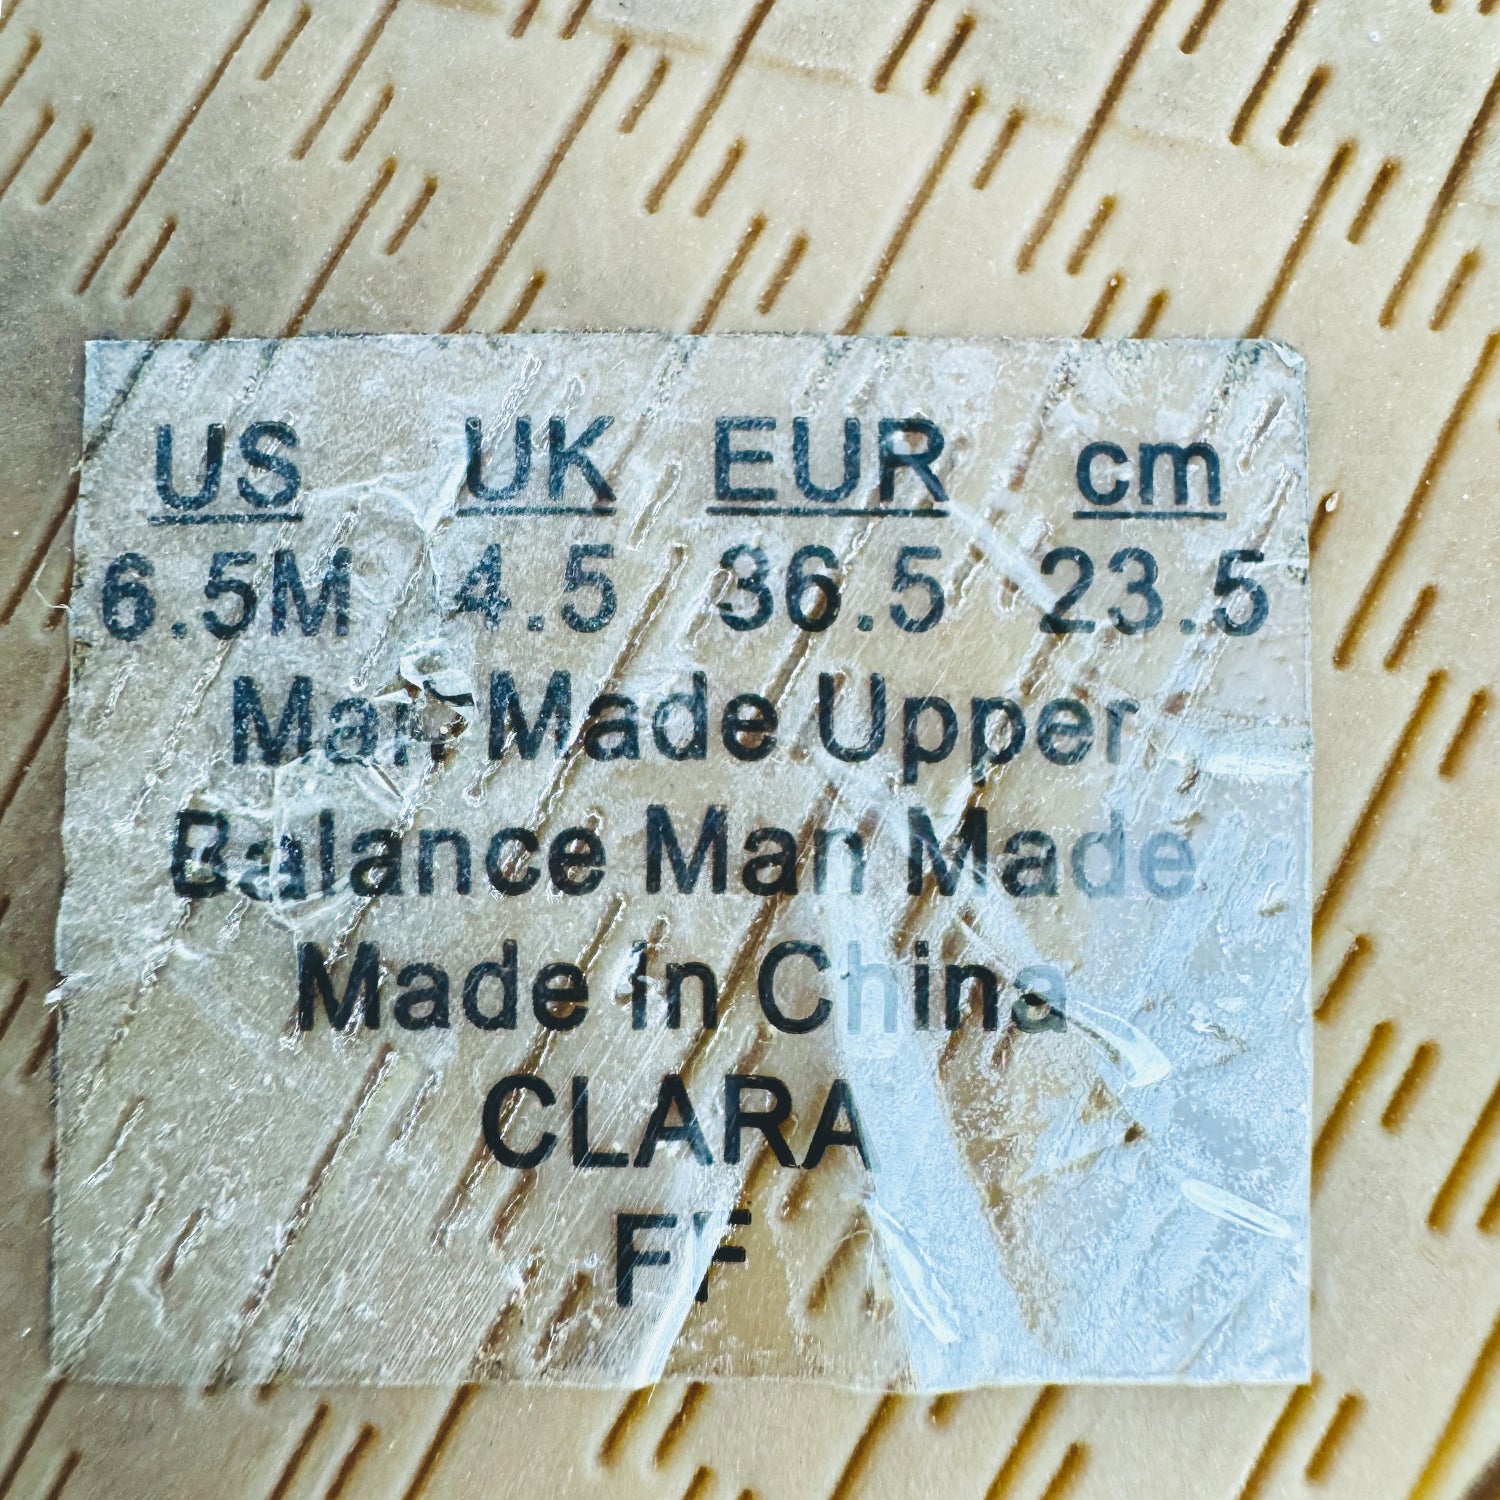 US UK EUR cm
6.5M 4.5 36.5 23.5
Man Made Upper
Balance Man Made
Made In China
CLARA
FF